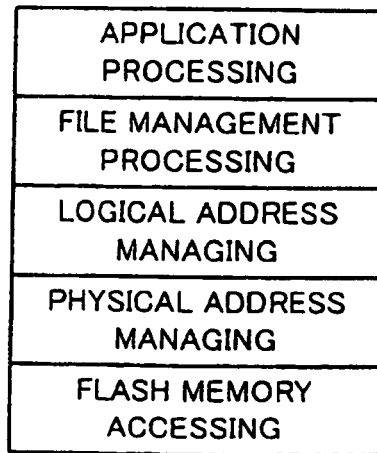 APPLICATION
PROCESSING
FILE MANAGEMENT
PROCESSING
LOGICAL ADDRESS
MANAGING
PHYSICAL ADDRESS
MANAGING
FLASH MEMORY
ACCESSING